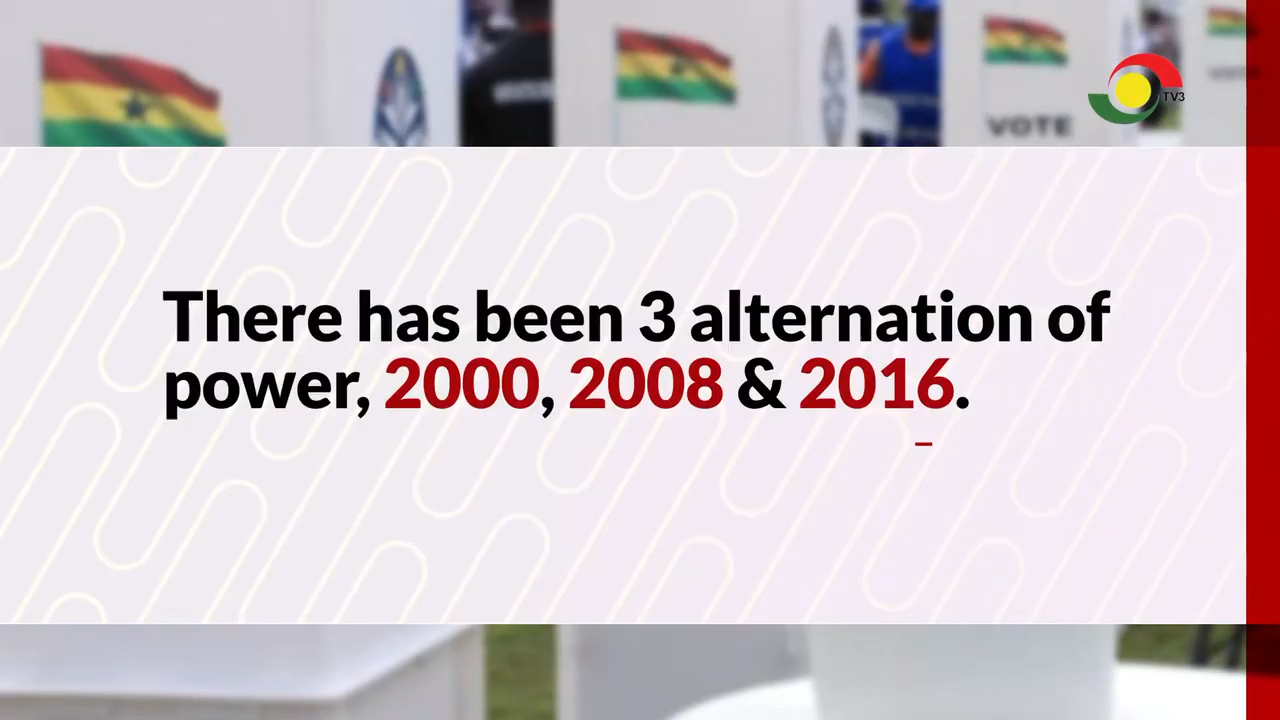 VOTE
TV3
There has been 3 alternation of
power, 2000, 2008 & 2016.